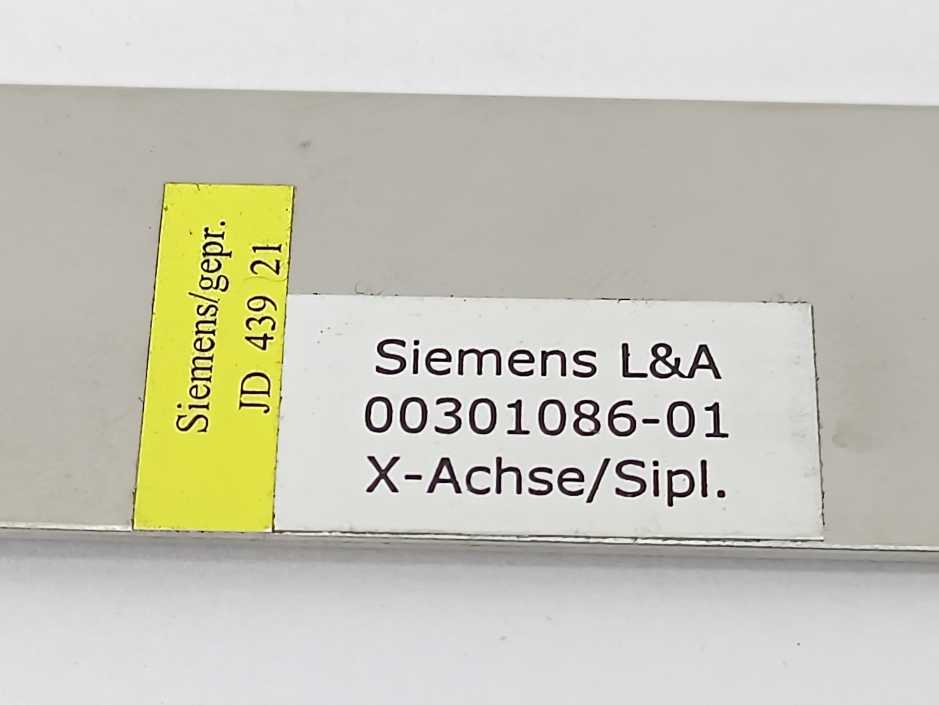 Siemens/gepr.
JD 439 21
Siemens L&A
00301086-01
X-Achse/Sipl.